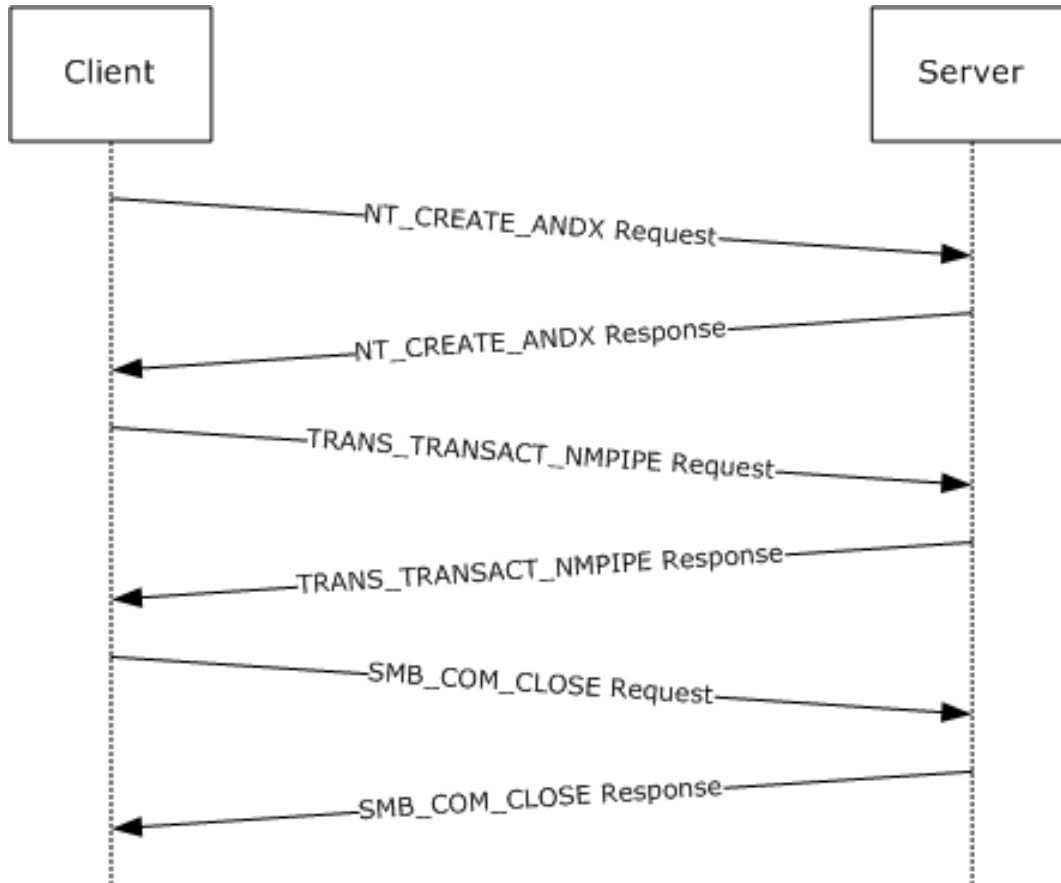 Client
Server
NT_CREATE_ANDX Request
NT_CREATE_ANDX Response
TRANS_TRANSACT_NMPIPE Request
TRANS_TRANSACT_NMPIPE Response
SMB_COM_CLOSE Request
SMB_COM_CLOSE Response